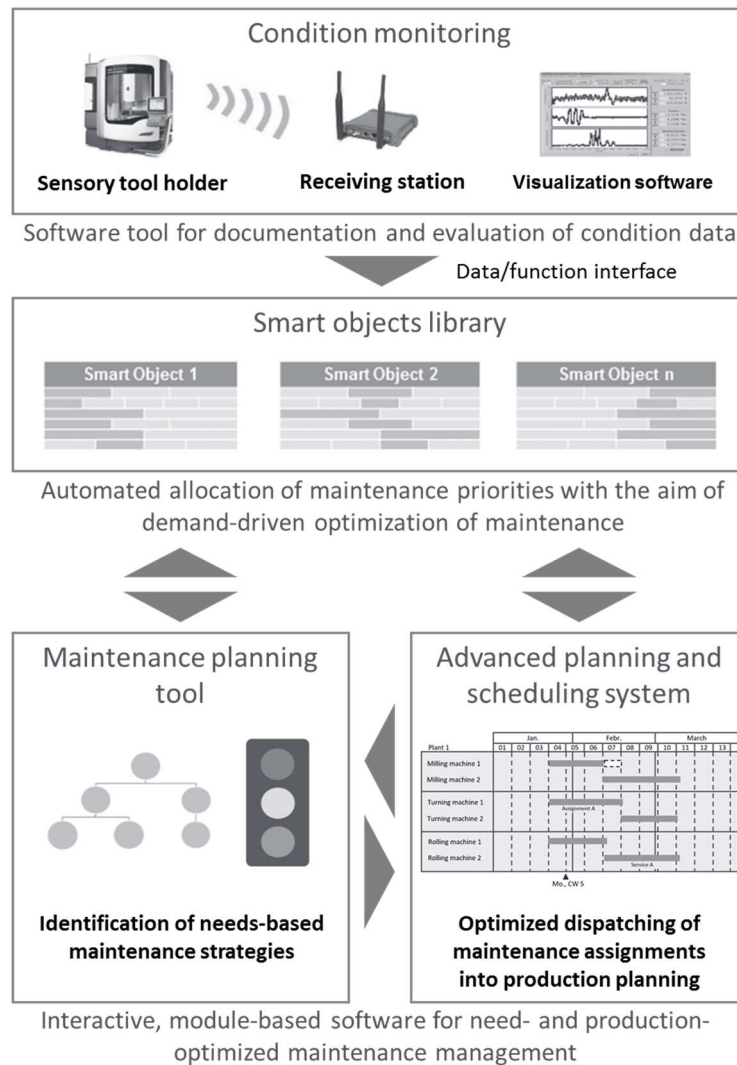 Condition monitoring
Sensory tool holder
Receiving station
Visualization software
Software tool for documentation and evaluation of condition data
Data/function interface
Smart objects library
Smart Object 1
Smart Object 2
Smart Object n
Automated allocation of maintenance priorities with the aim of
demand-driven optimization of maintenance
Maintenance planning
tool
Identification of needs-based
maintenance strategies
Advanced planning and
scheduling system
Jan. Febr. March
Plant 1 01 02 03 04 05 06 07 08 09 10 11 12 13
Milling machine 1
Milling machine 2
Turning machine 1
Assignment A
Turning machine 2
Rolling machine 1
Rolling machine 2
Service A
Mo., CW 5
Optimized dispatching of
maintenance assignments
into production planning
Interactive, module-based software for need- and production-
optimized maintenance management